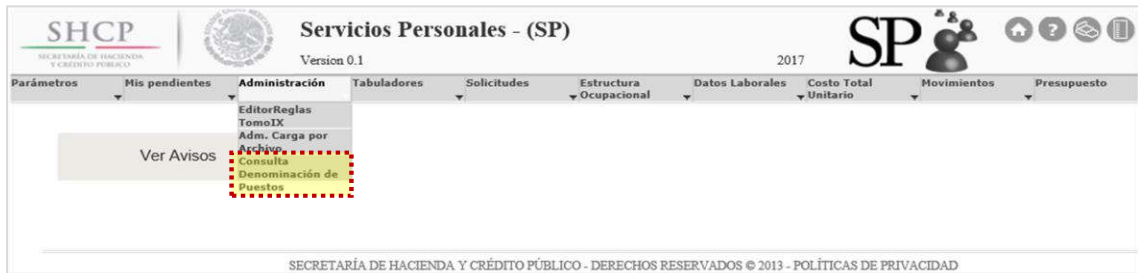 SHCP
SECRETARÍA DE HACIENDA
Y CRÉDITO PÚBLICO
Servicios Personales - (SP)
Version 0.1
2017
SP
Parámetros
Mis pendientes
Administración
Tabuladores
Solicitudes
Estructura
Ocupacional
Datos Laborales
Costo Total
Unitario
Movimientos
Presupuesto
EditorReglas
TomoIX
Adm. Carga por
Archivo
Consulta
Denominación de
Puestos
Ver Avisos
SECRETARÍA DE HACIENDA Y CRÉDITO PÚBLICO - DERECHOS RESERVADOS © 2013 - POLÍTICAS DE PRIVACIDAD